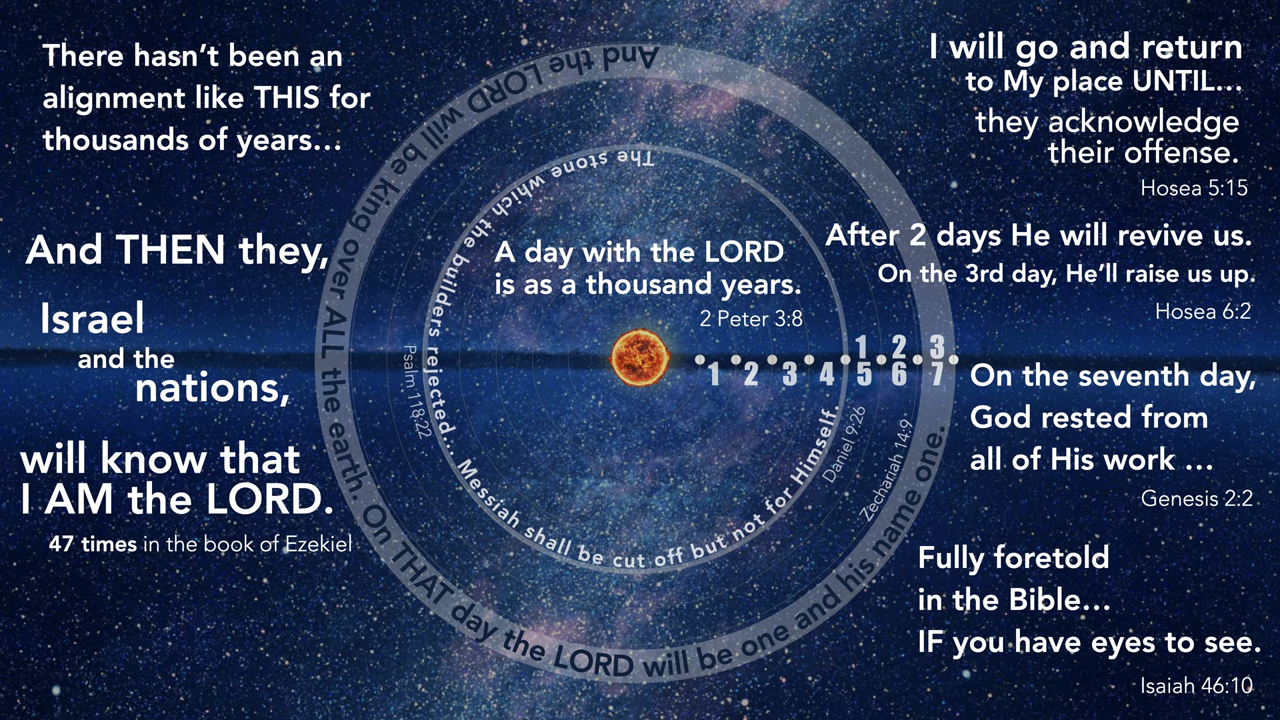 There hasn’t been an
alignment like THIS for
thousands of years…
And THEN they,
Israel
and the
nations,
will know that
I AM the LORD.
47 times in the book of Ezekiel
And the LORD will be king over ALL the earth. On THAT day the LORD will be one and his name one.
Zechariah 14:9
The stone which the builders rejected… Messiah shall be cut off but not for Himself
Psalm 118:22
Daniel 9:26
A day with the LORD
is as a thousand years.
2 Peter 3:8
1 2 3
1 2 3 4 5 6 7
I will go and return
to My place UNTIL…
they acknowledge
their offense.
Hosea 5:15
After 2 days He will revive us.
On the 3rd day, He’ll raise us up.
Hosea 6:2
On the seventh day,
God rested from
all of His work …
Genesis 2:2
Fully foretold
in the Bible…
IF you have eyes to see.
Isaiah 46:10